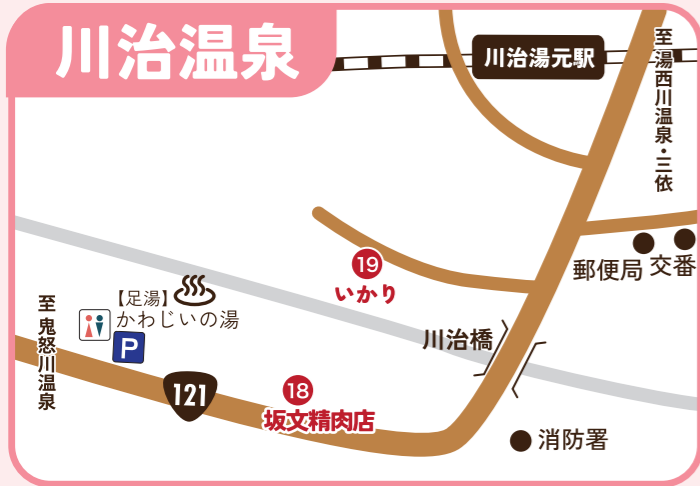 川治温泉
川治湯元駅
至 湯西川温泉・三依
郵便局
交番
19
いかり
【足湯】
かわじいの湯
P
至 鬼怒川温泉
121
川治橋
18
坂文精肉店
消防署